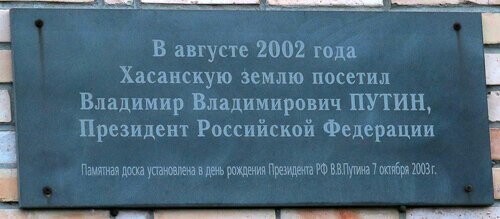 В августе 2002 года
Хасанскую землю посетил
Владимир Владимирович ПУТИН,
Президент Российской Федерации
Памятная доска установлена в день рождения Президента РФ В.В.Путина 7 октября 2003 г.